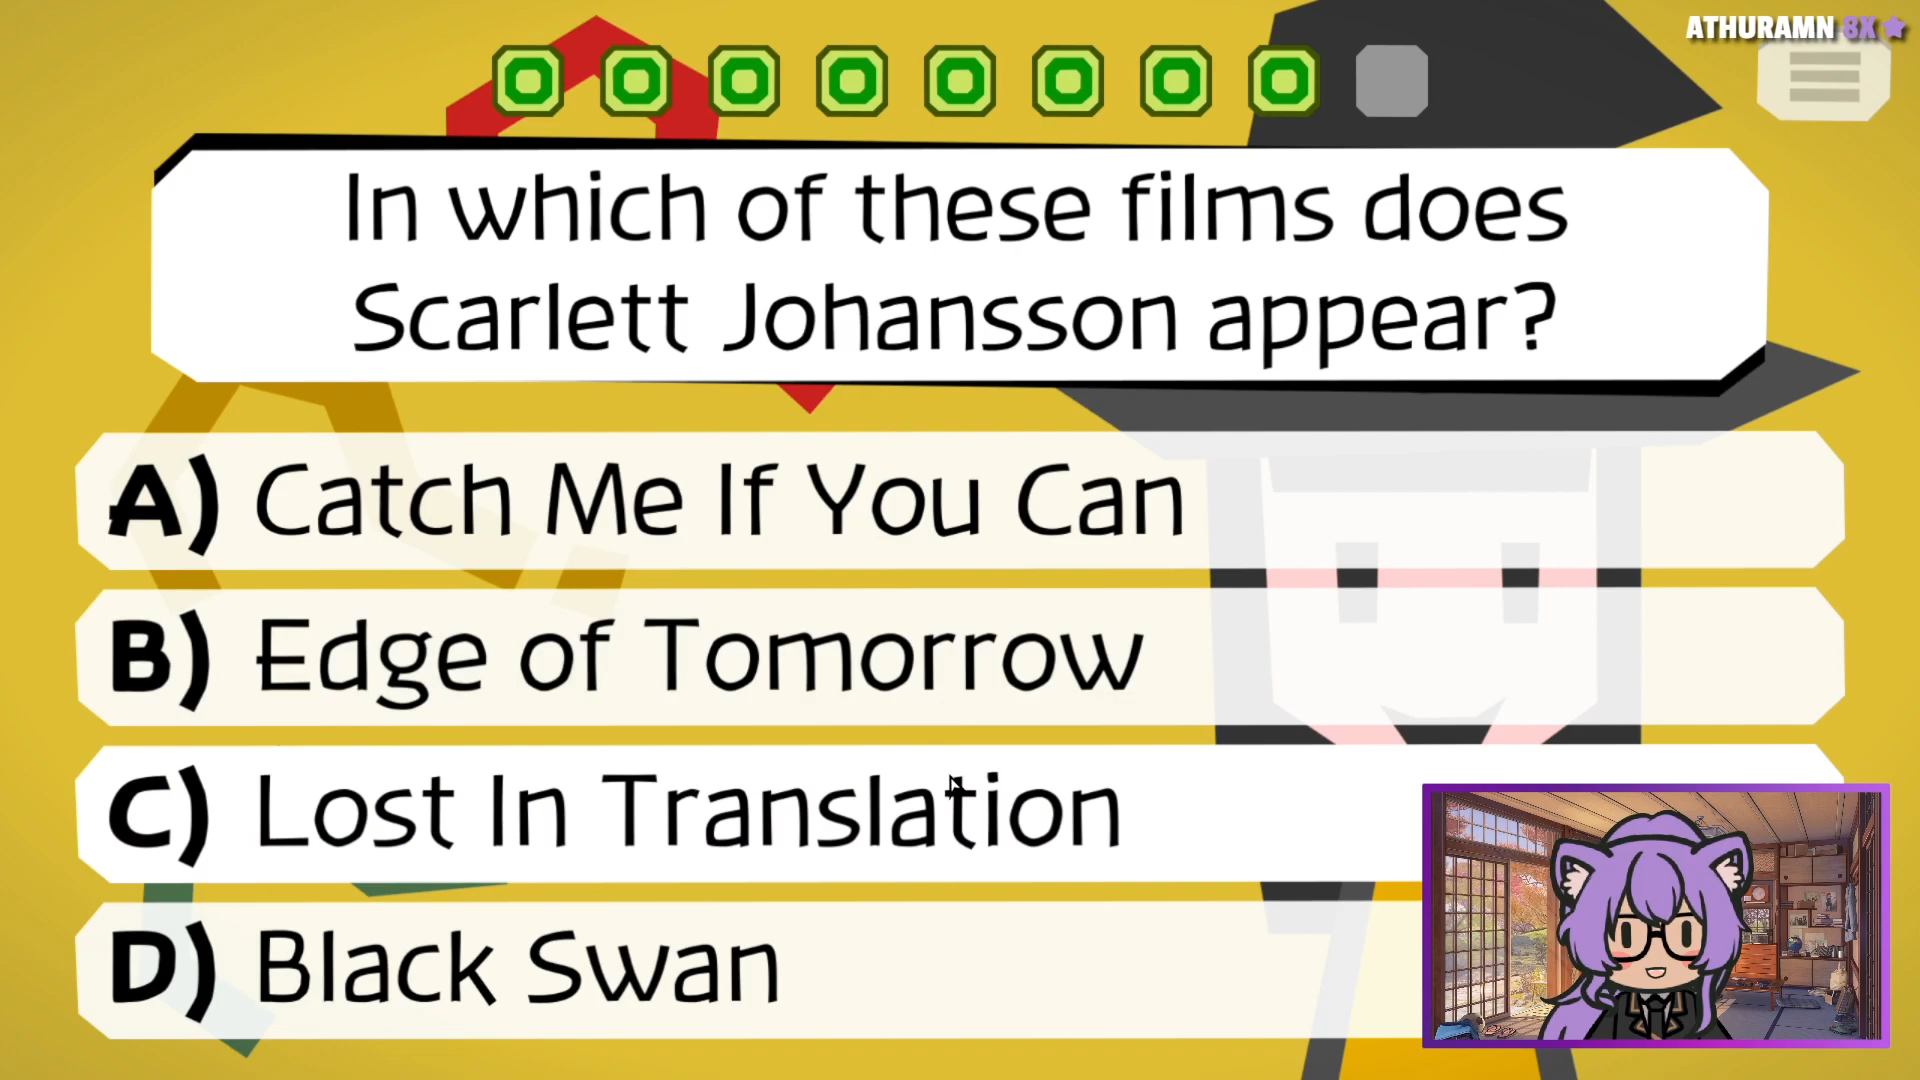 ATHURAMN 8X
In which of these films does
Scarlett Johansson appear?
A) Catch Me If You Can
B) Edge of Tomorrow
C) Lost In Translation
D) Black Swan